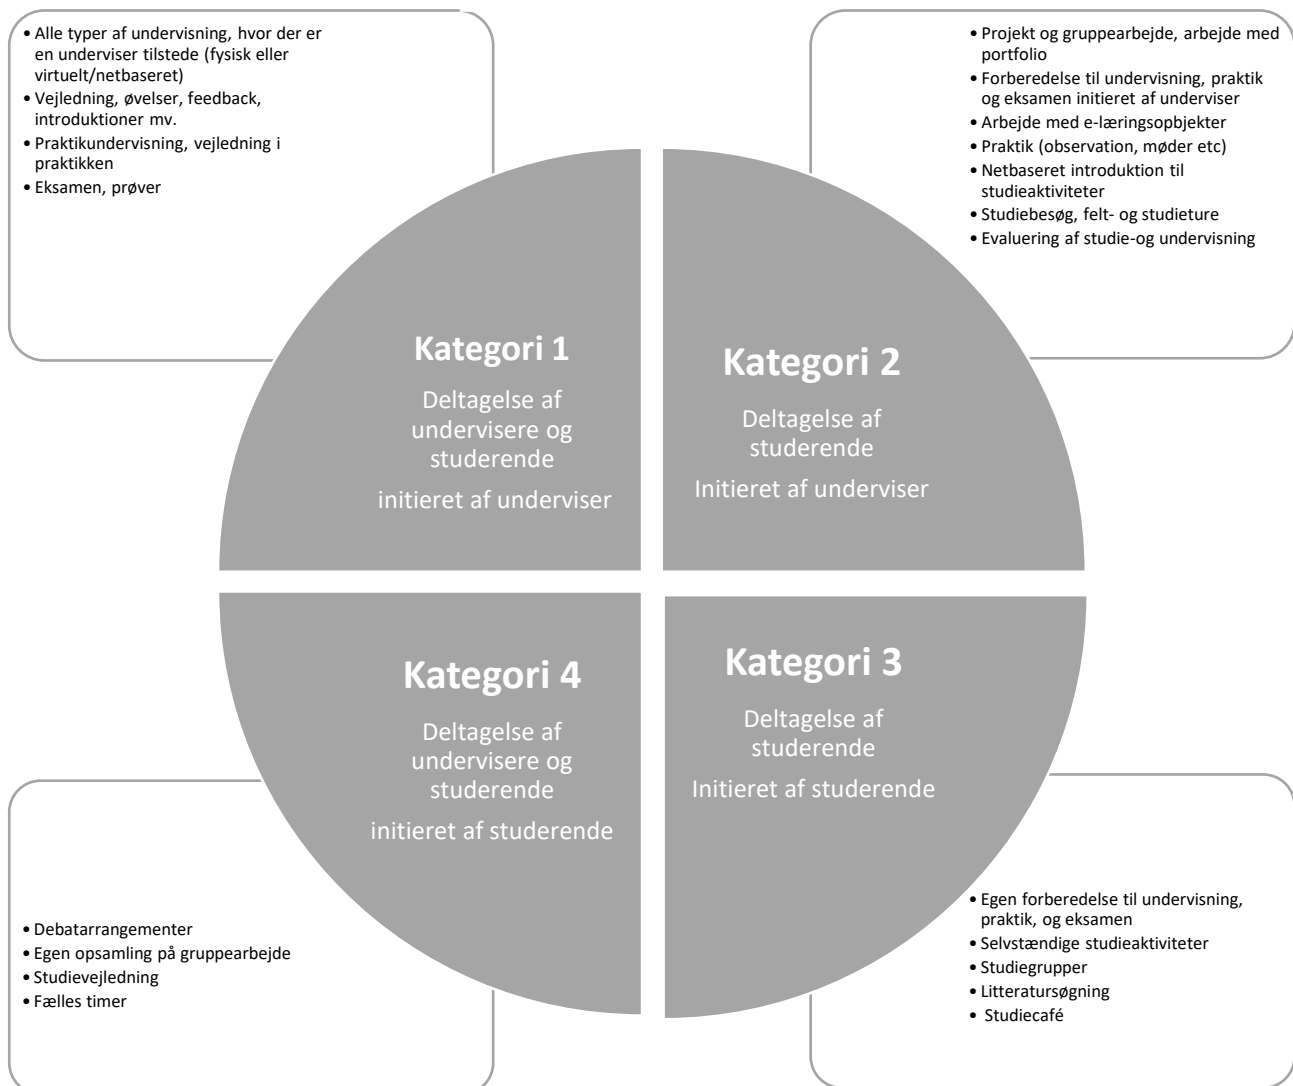 • Alle typer af undervisning, hvor der er
en underviser tilstede (fysisk eller
virtuelt/netbaseret)
• Vejledning, øvelser, feedback,
introduktioner mv.
• Praktikundervisning, vejledning i
praktikken
• Eksamen, prøver
• Projekt og gruppearbejde, arbejde med
portfolio
• Forberedelse til undervisning, praktik
og eksamen initieret af underviser
• Arbejde med e-læringsopbjekter
• Praktik (observation, møder etc)
• Netbaseret introduktion til
studieaktiviteter
• Studiebesøg, felt- og studieture
• Evaluering af studie-og undervisning
Kategori 1
Deltagelse af
undervisere og
studerende
initieret af underviser
Kategori 2
Deltagelse af
studerende
Initieret af underviser
Kategori 4
Deltagelse af
undervisere og
studerende
initieret af studerende
Kategori 3
Deltagelse af
studerende
Initieret af studerende
• Debatarrangementer
• Egen opsamling på gruppearbejde
• Studievejledning
• Fælles timer
• Egen forberedelse til undervisning,
praktik, og eksamen
• Selvstændige studieaktiviteter
• Studiegrupper
• Litteratursøgning
• Studiecafé